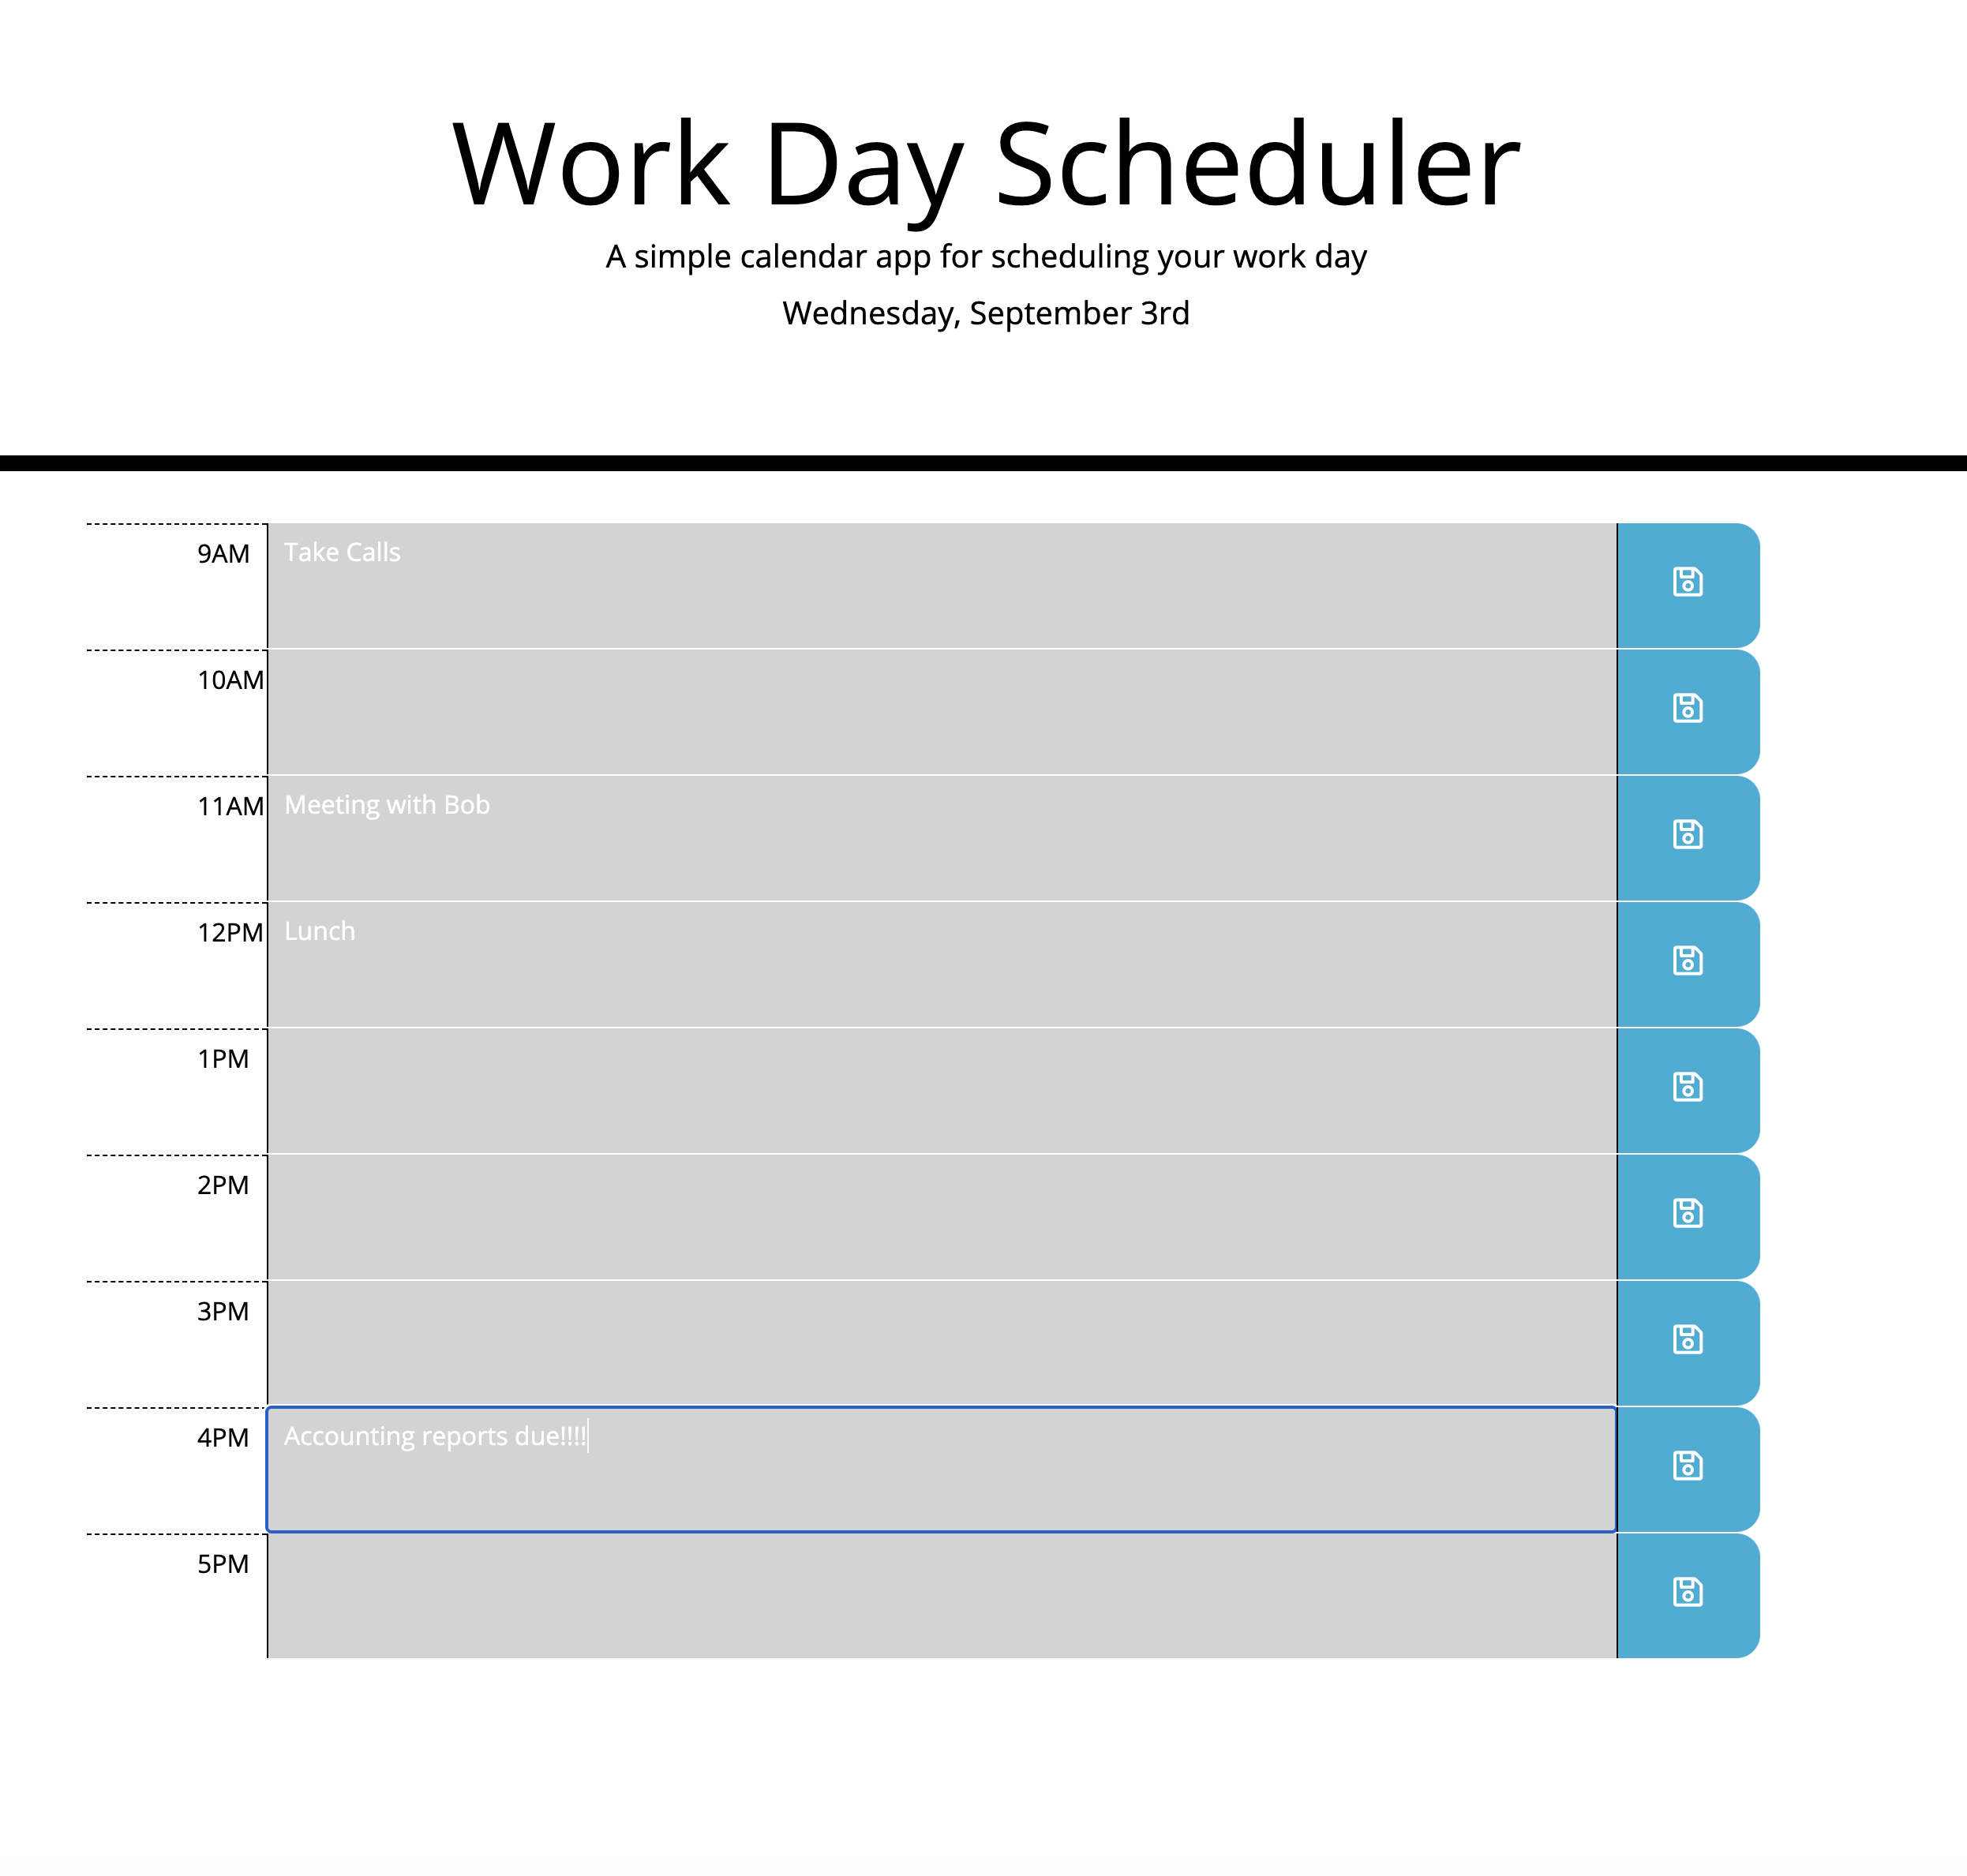 Work Day Scheduler
A simple calendar app for scheduling your work day
Wednesday, September 3rd
9AM Take Calls
10AM
11AM Meeting with Bob
12PM Lunch
1PM
2PM
3PM
4PM Accounting reports due!!!!
5PM